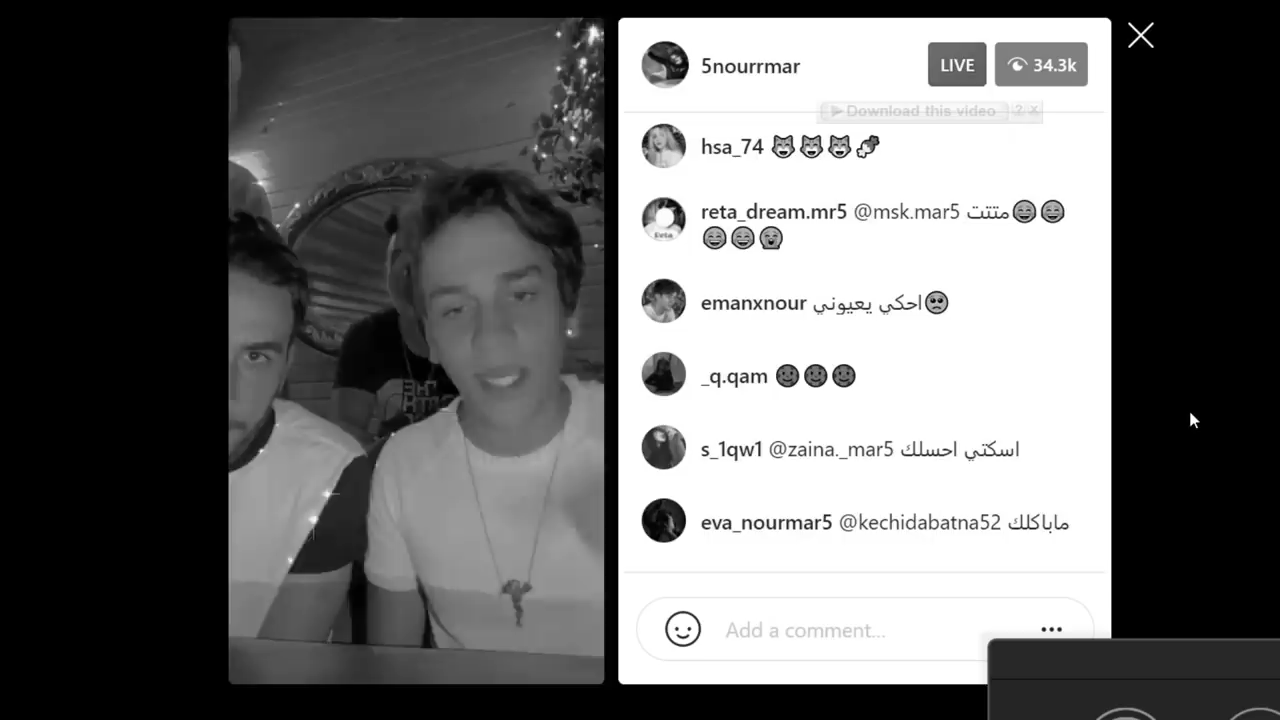 5nourrmar
LIVE
34.3k
Download this video ? X
hsa_74 😹😹😹
reta_dream.mr5 @msk.mar5 متتتت😄😄
😄😄😱
emanxnour احكي يعيوني🥺
_q.qam
s_1qw1 @zaina._mar5 اسكتي احسلك
eva_nourmar5 @kechidabatna52 ماباكلك
Add a comment...